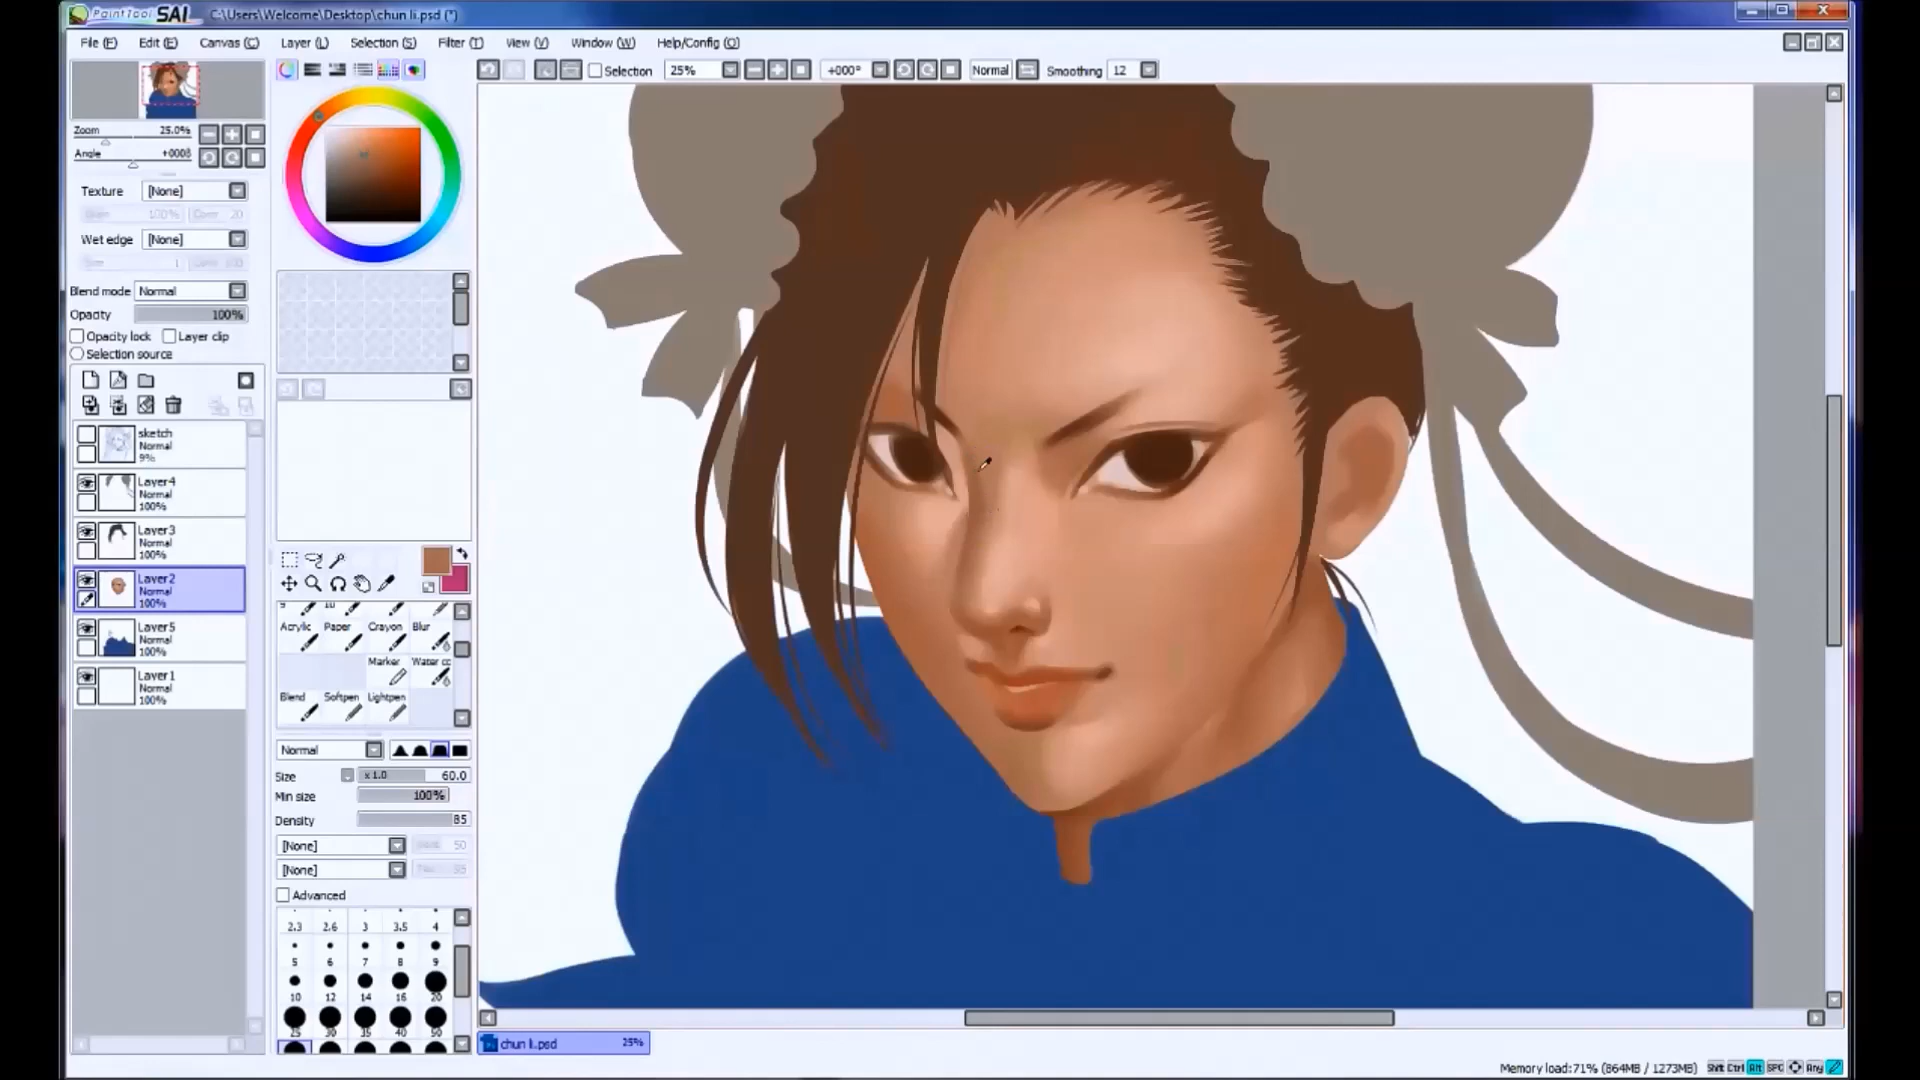 PaintTool SAI C:\Users\Welcome\Desktop\chun li.psd (*)
File (F) Edit (E) Canvas (C) Layer (L) Selection (S) Filter (T) View (V) Window (W) Help/Config (O)
Selection 25% +000° Normal Smoothing 12
Zoom 25.0%
Angle
Texture [None]
100% 20
Wet edge [None]
1
Blend mode Normal
Opacity 100%
Opacity lock Layer clip
Selection source
sketch
Normal
9%
Layer4
Normal
100%
Layer3
Normal
100%
Layer2
Normal
100%
Layer5
Normal
100%
Layer1
Normal
100%
Acrylic Paper Crayon Blur
Marker
Blend Softpen Lightpen
Normal
Size x 1.0 60.0
Min size 100%
Density 85
[None] 50
[None]
Advanced
2.3 2.6 3 3.5 4
5 6 7 8 9
10 12 14 16 20
25 30 35 40 50
chun li.psd 25%
Memory load:71% (864MB / 1273MB) Shft Ctrl Alt SPC Any